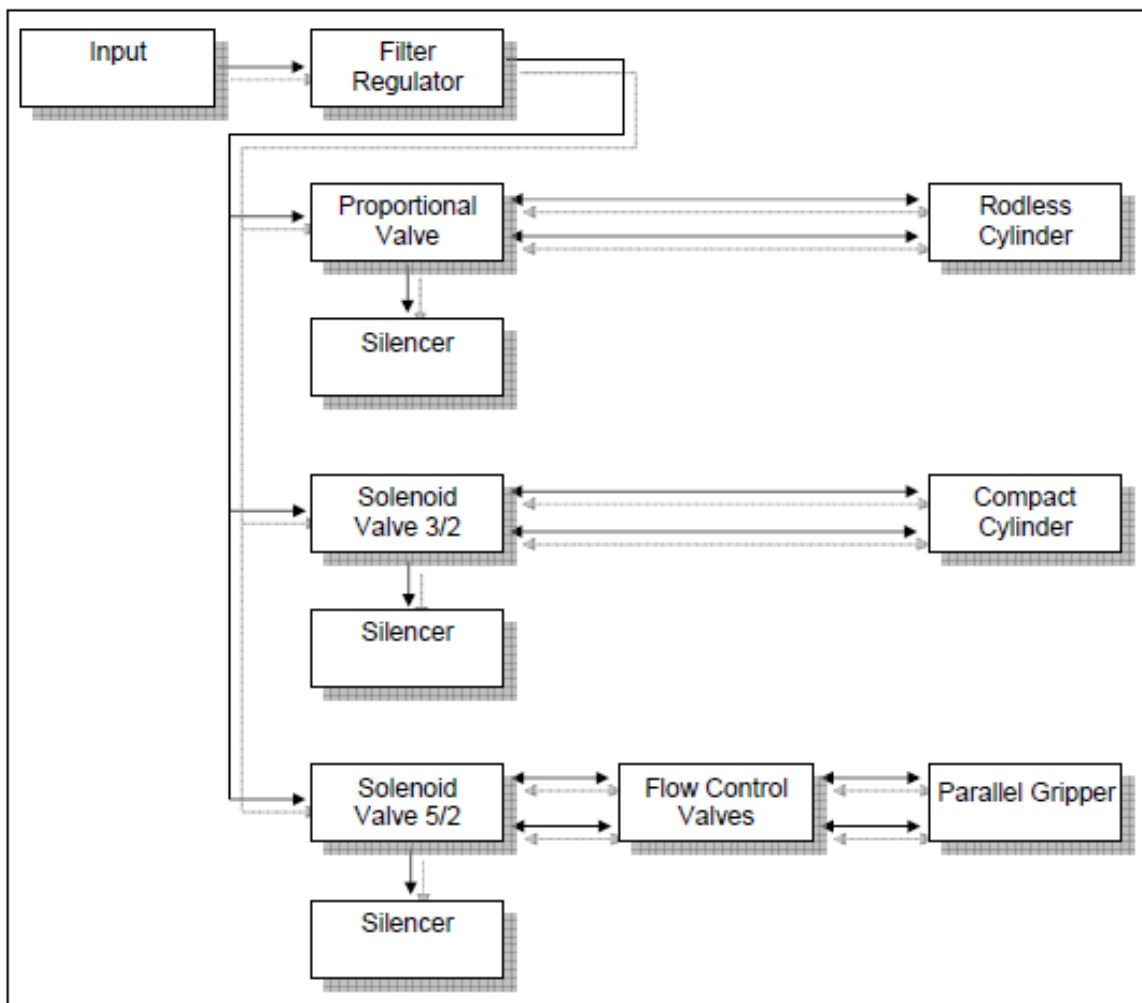 Input
Filter
Regulator
Proportional
Valve
Rodless
Cylinder
Silencer
Solenoid
Valve 3/2
Compact
Cylinder
Silencer
Solenoid
Valve 5/2
Flow Control
Valves
Parallel Gripper
Silencer